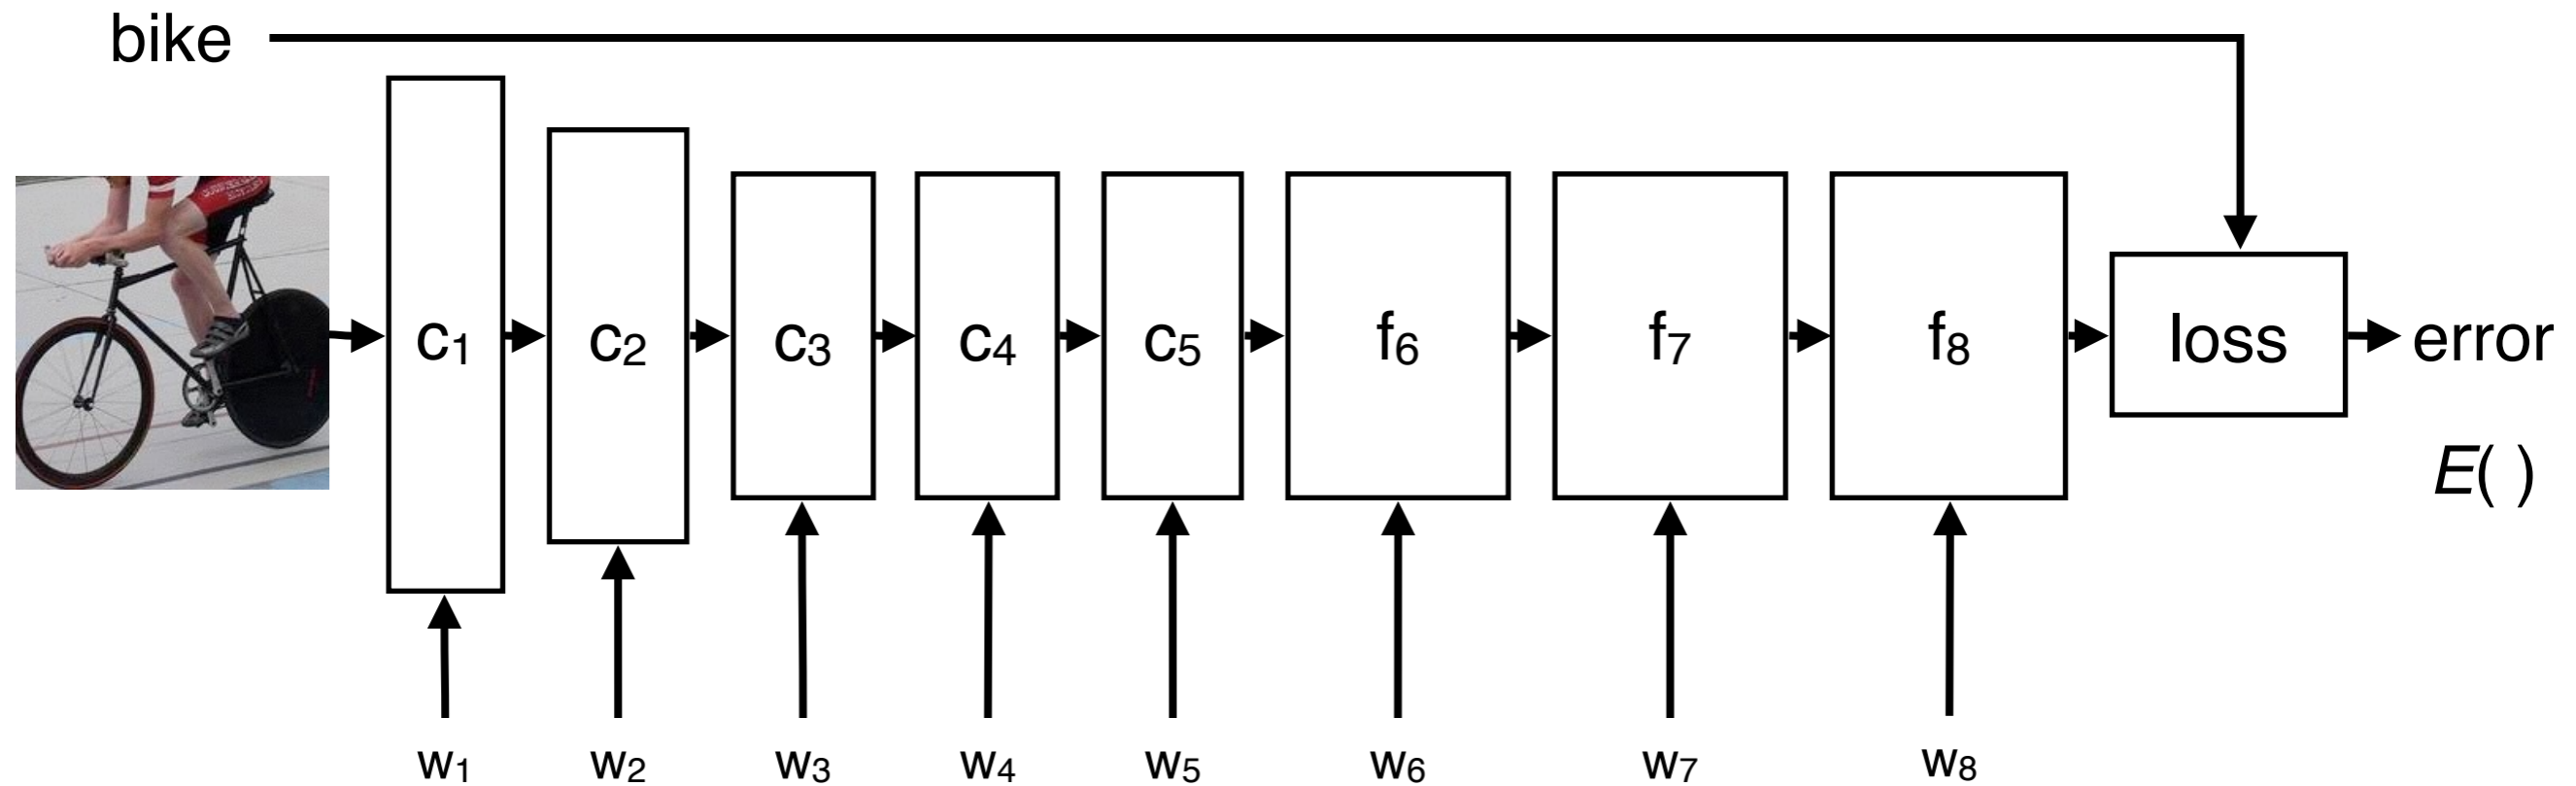 bike
c1 c2 c3 c4 c5 f6 f7 f8 loss error
E( )
w1 w2 w3 w4 w5 w6 w7 w8